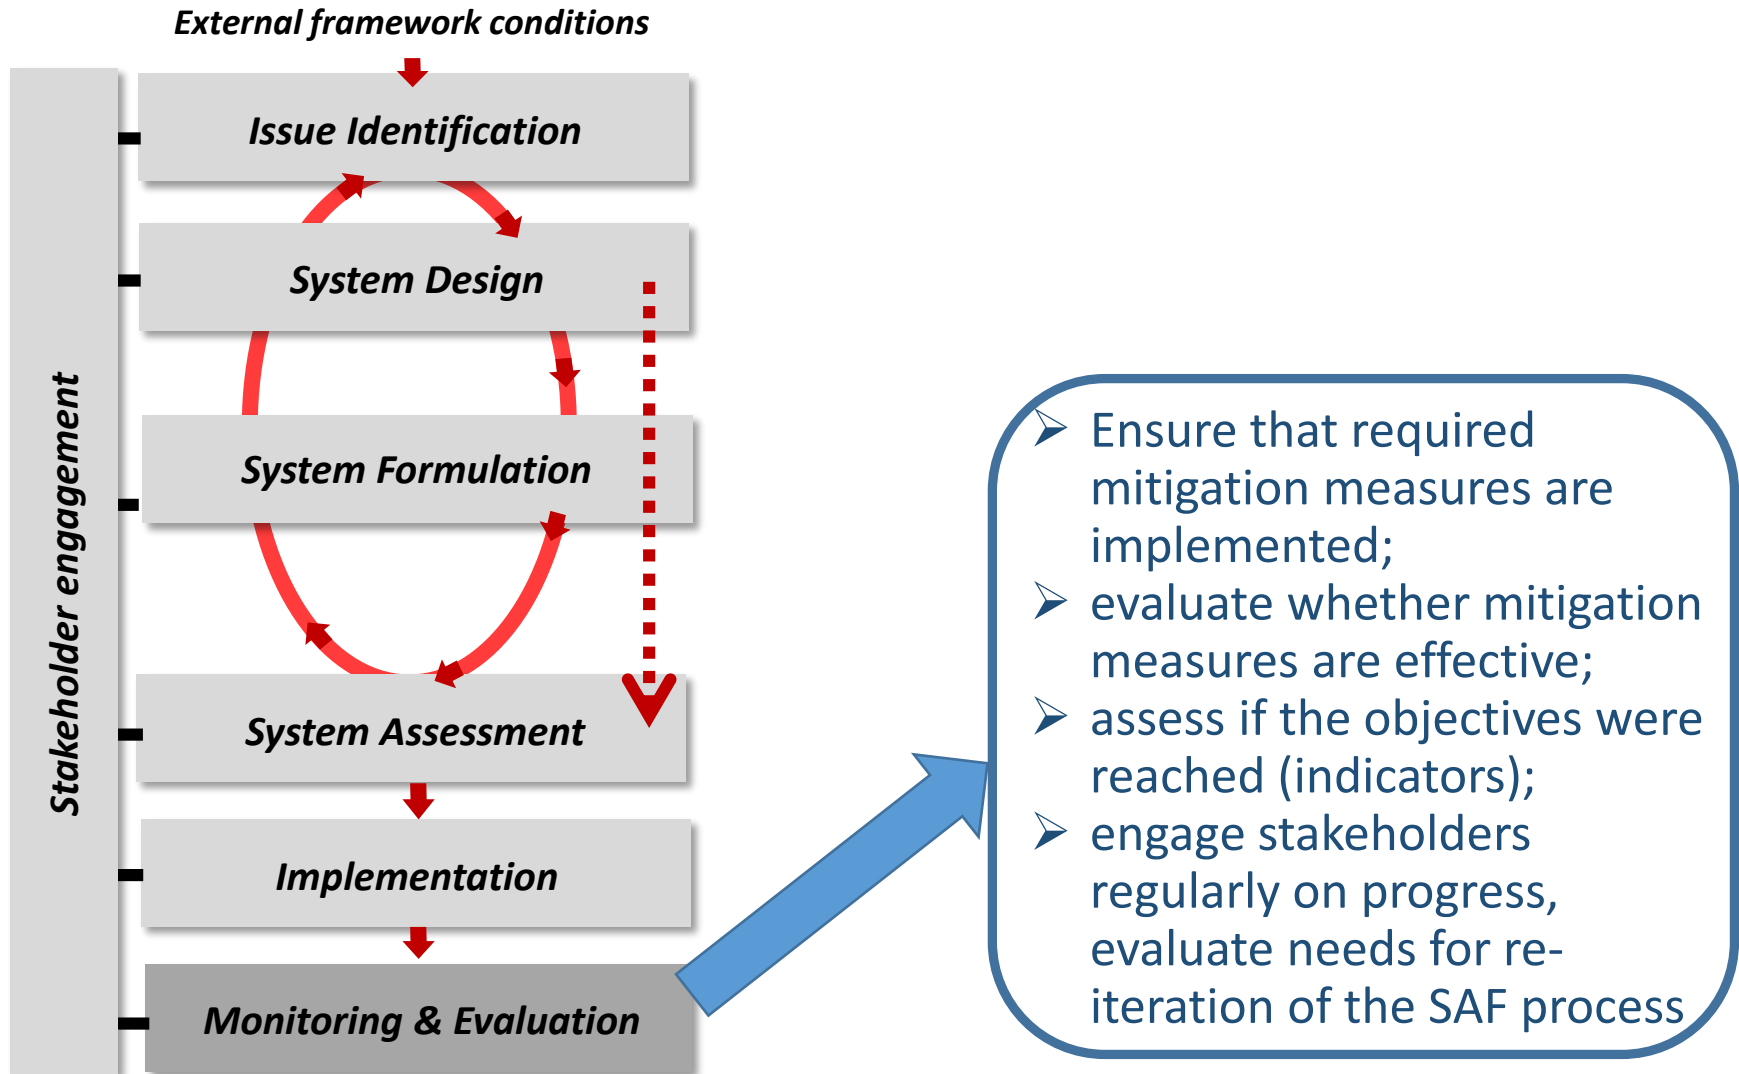 External framework conditions
Issue Identification
System Design
System Formulation
System Assessment
Implementation
Monitoring & Evaluation
Stakeholder engagement
Ensure that required
mitigation measures are
implemented;
evaluate whether mitigation
measures are effective;
assess if the objectives were
reached (indicators);
engage stakeholders
regularly on progress,
evaluate needs for re-
iteration of the SAF process